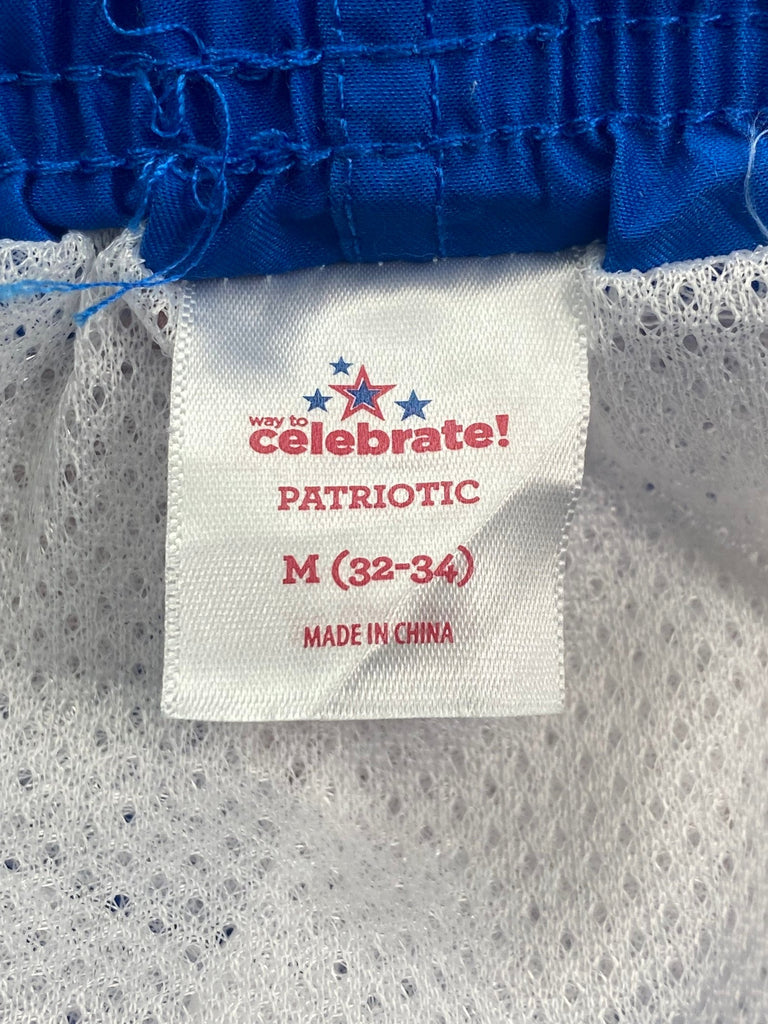 way to
celebrate!
PATRIOTIC
M (32-34)
MADE IN CHINA